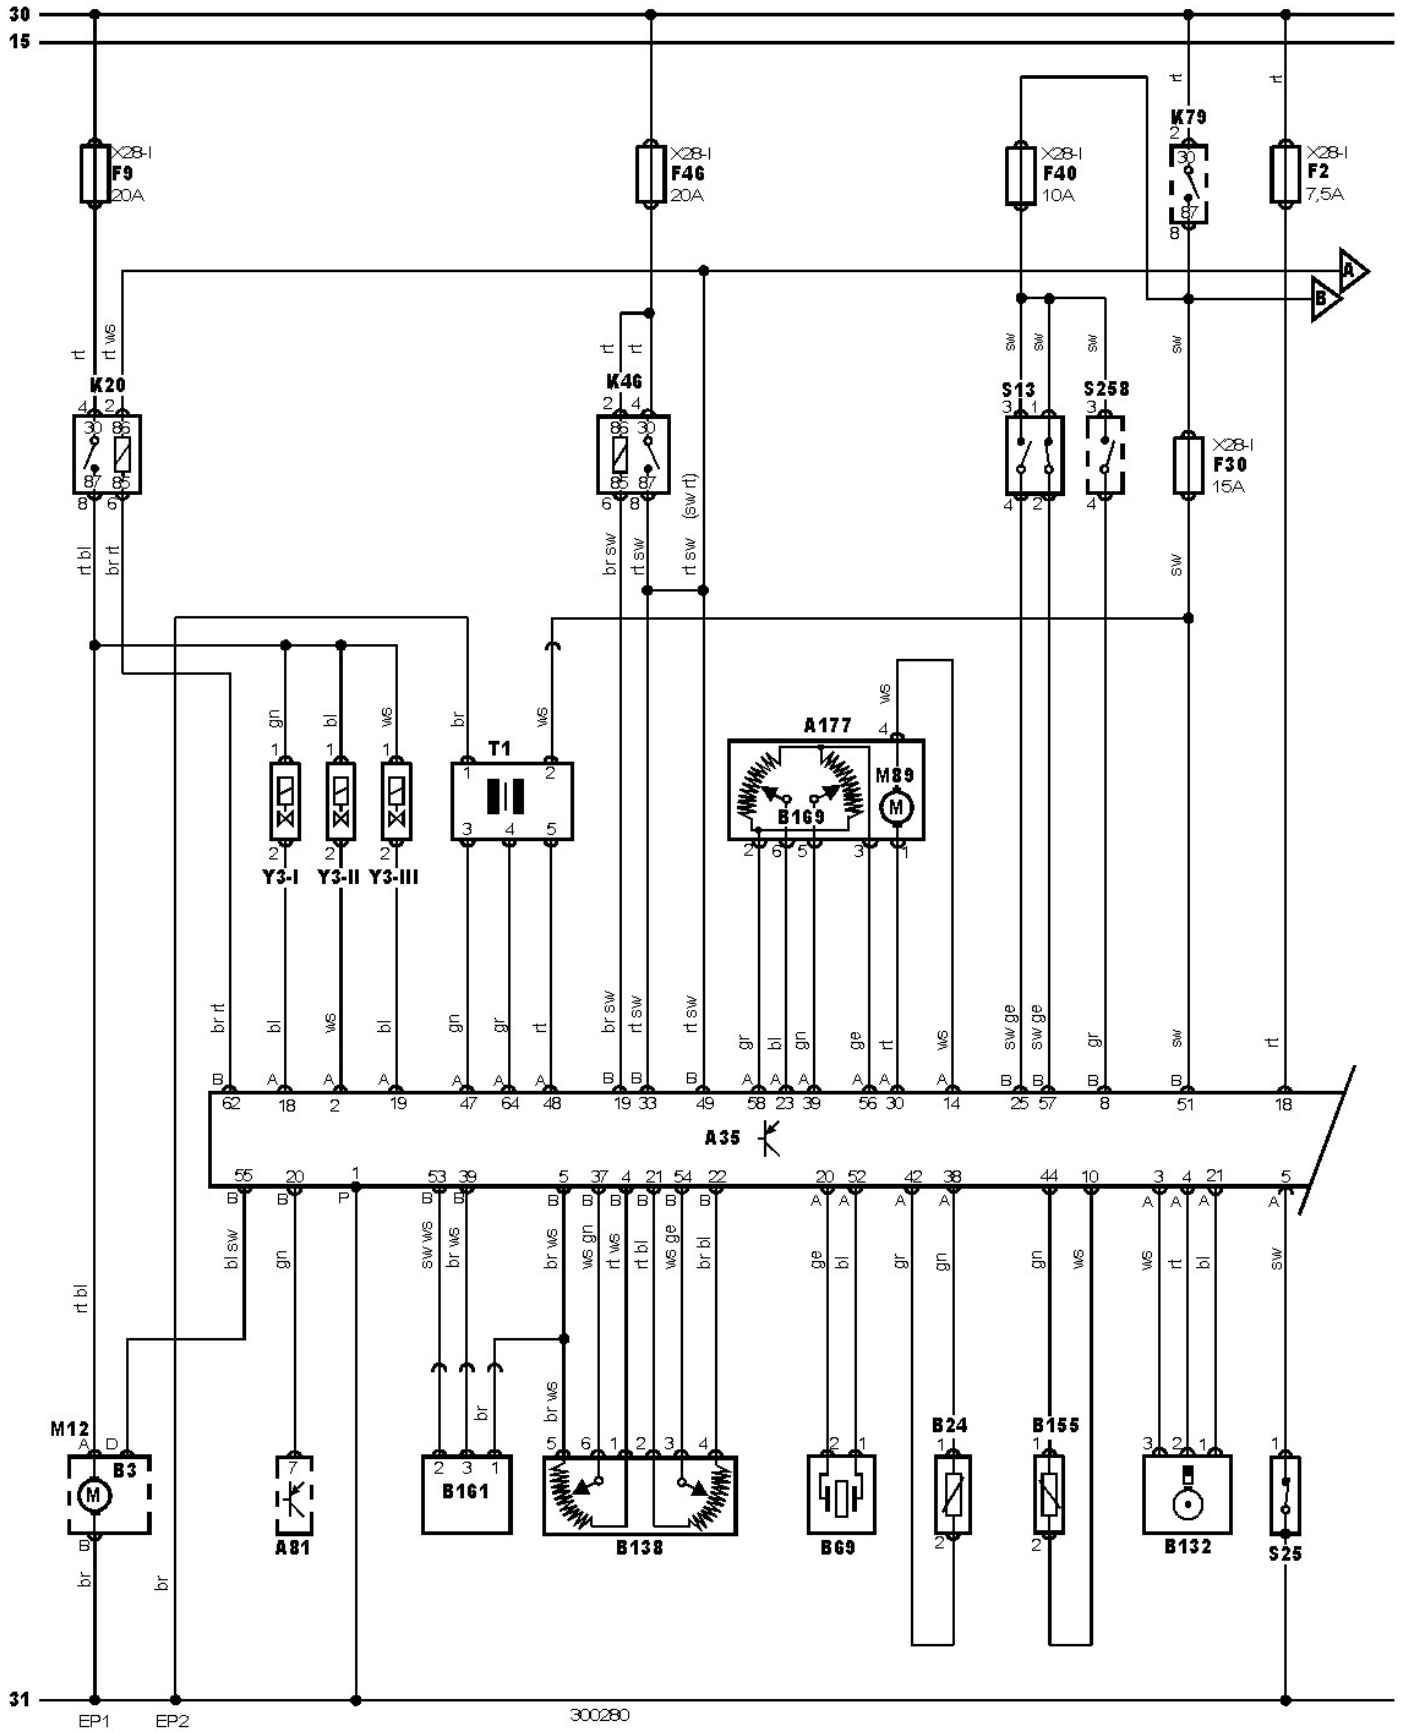 30
15
rt rt
K79
2
X28-I X28-I X28-I X28-I
F9 F46 F40 30 F2
20A 20A 10A 7,5A
87
8
A
B
rt rt ws rt rt sw sw sw sw
K20 K46 S13 S258
4 2 2 4 3 1 3
30 86 86 30
X28-I
F30
15A
87 85 85 87
8 6 6 8 4 2 4
(sw rt)
rt bl br rt br sw rt sw rt sw sw
gn bl ws br ws ws
A177
T1 4
1 1 1 1 2 M89
M
B169
3 4 5
2 2 2 2 6 5 3 1
Y3-I Y3-II Y3-III
br rt bl ws bl gn gr rt br sw rt sw rt sw gr bl gn ge rt ws sw ge sw ge gr sw rt
B A A A A A A B B B A A A A A A B B B B
62 18 2 19 47 64 48 19 33 49 58 23 39 56 30 14 25 57 8 51 18
A35
55 20 1 53 39 5 37 4 21 54 22 20 52 42 38 44 10 3 4 21 5
B B P B B B B B B B B A A A A A A A A
bl sw gn sw ws br ws br ws ws gn rt ws rt bl ws ge br bl ge bl gr gn gn ws ws rt bl sw
rt bl
br br ws
M12 B24 B155
A D 5 6 1 2 3 4 2 1 1 1 3 2 1 1
B3 7 2 3 1
M B161
B A81 B138 B69 2 2 B132 S25
br br
31
EP1 EP2 300280